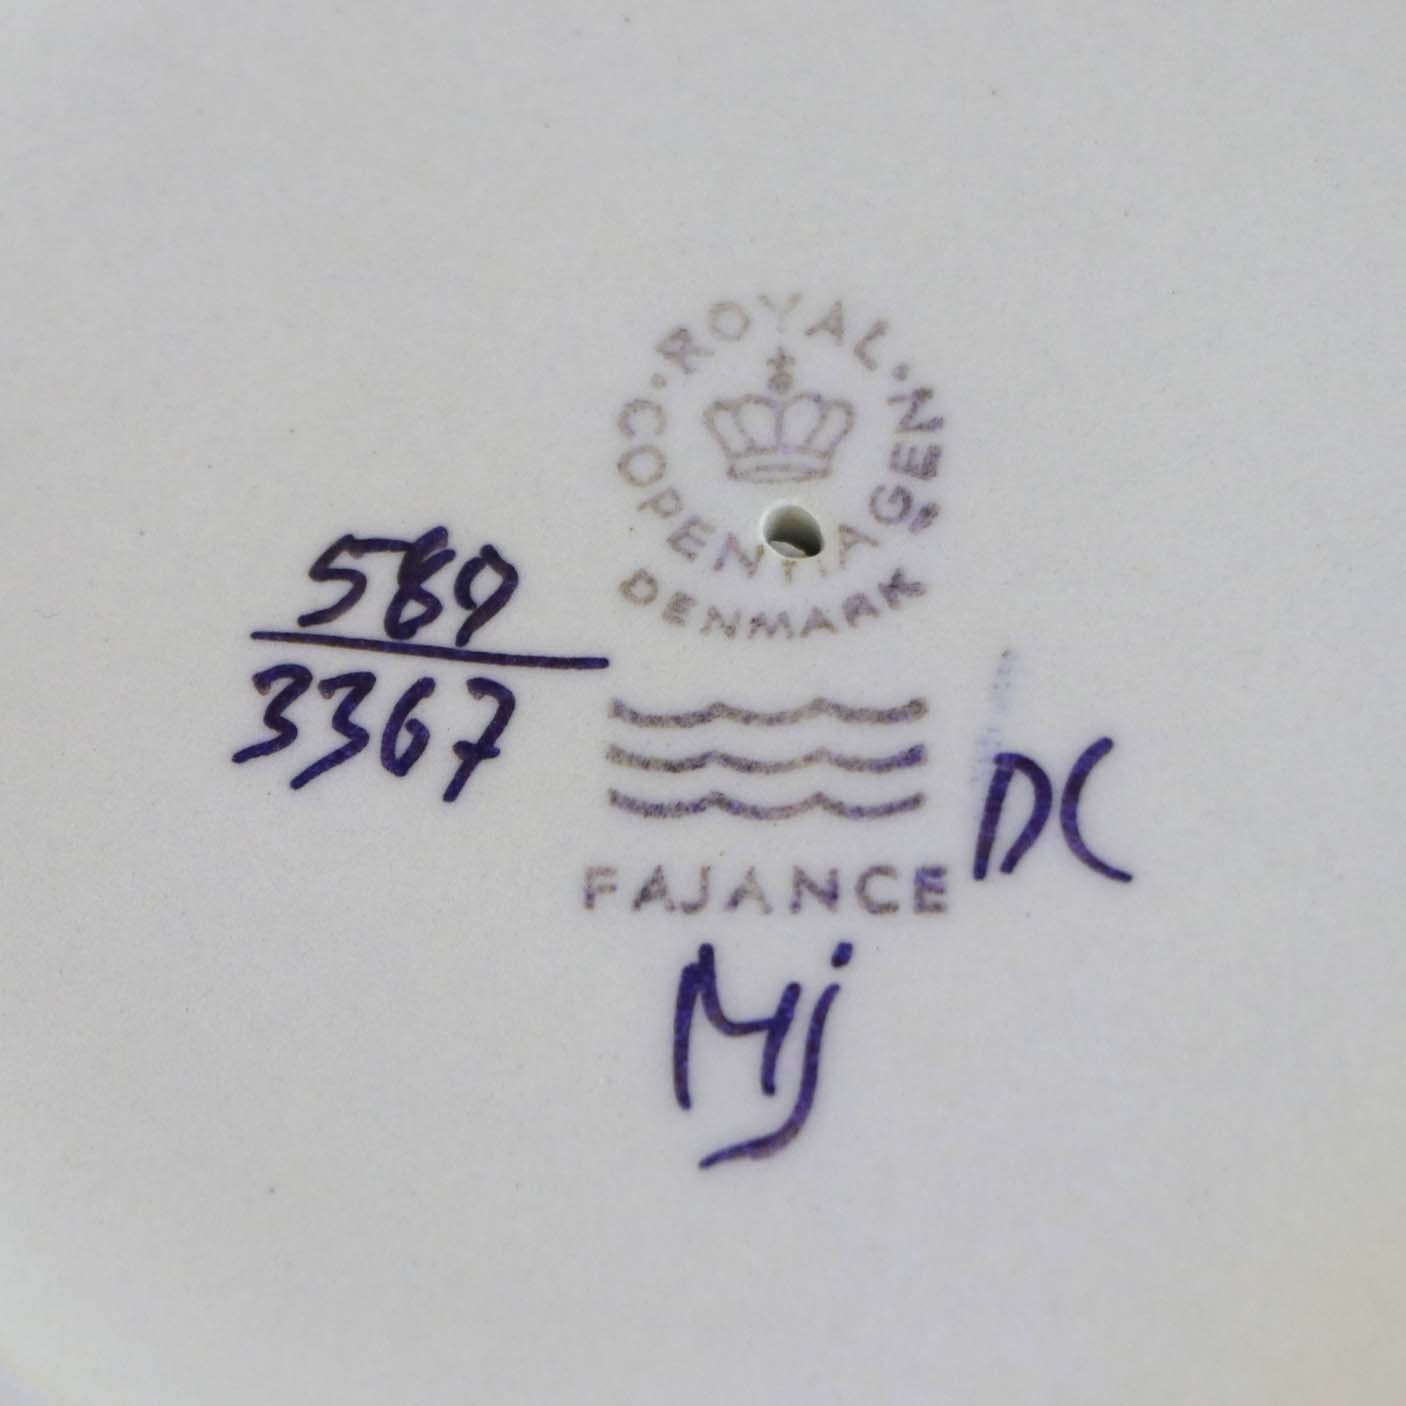 · ROYAL ·
COPENHAGEN
DENMARK
589
3367
FAJANCE
DC
Mj